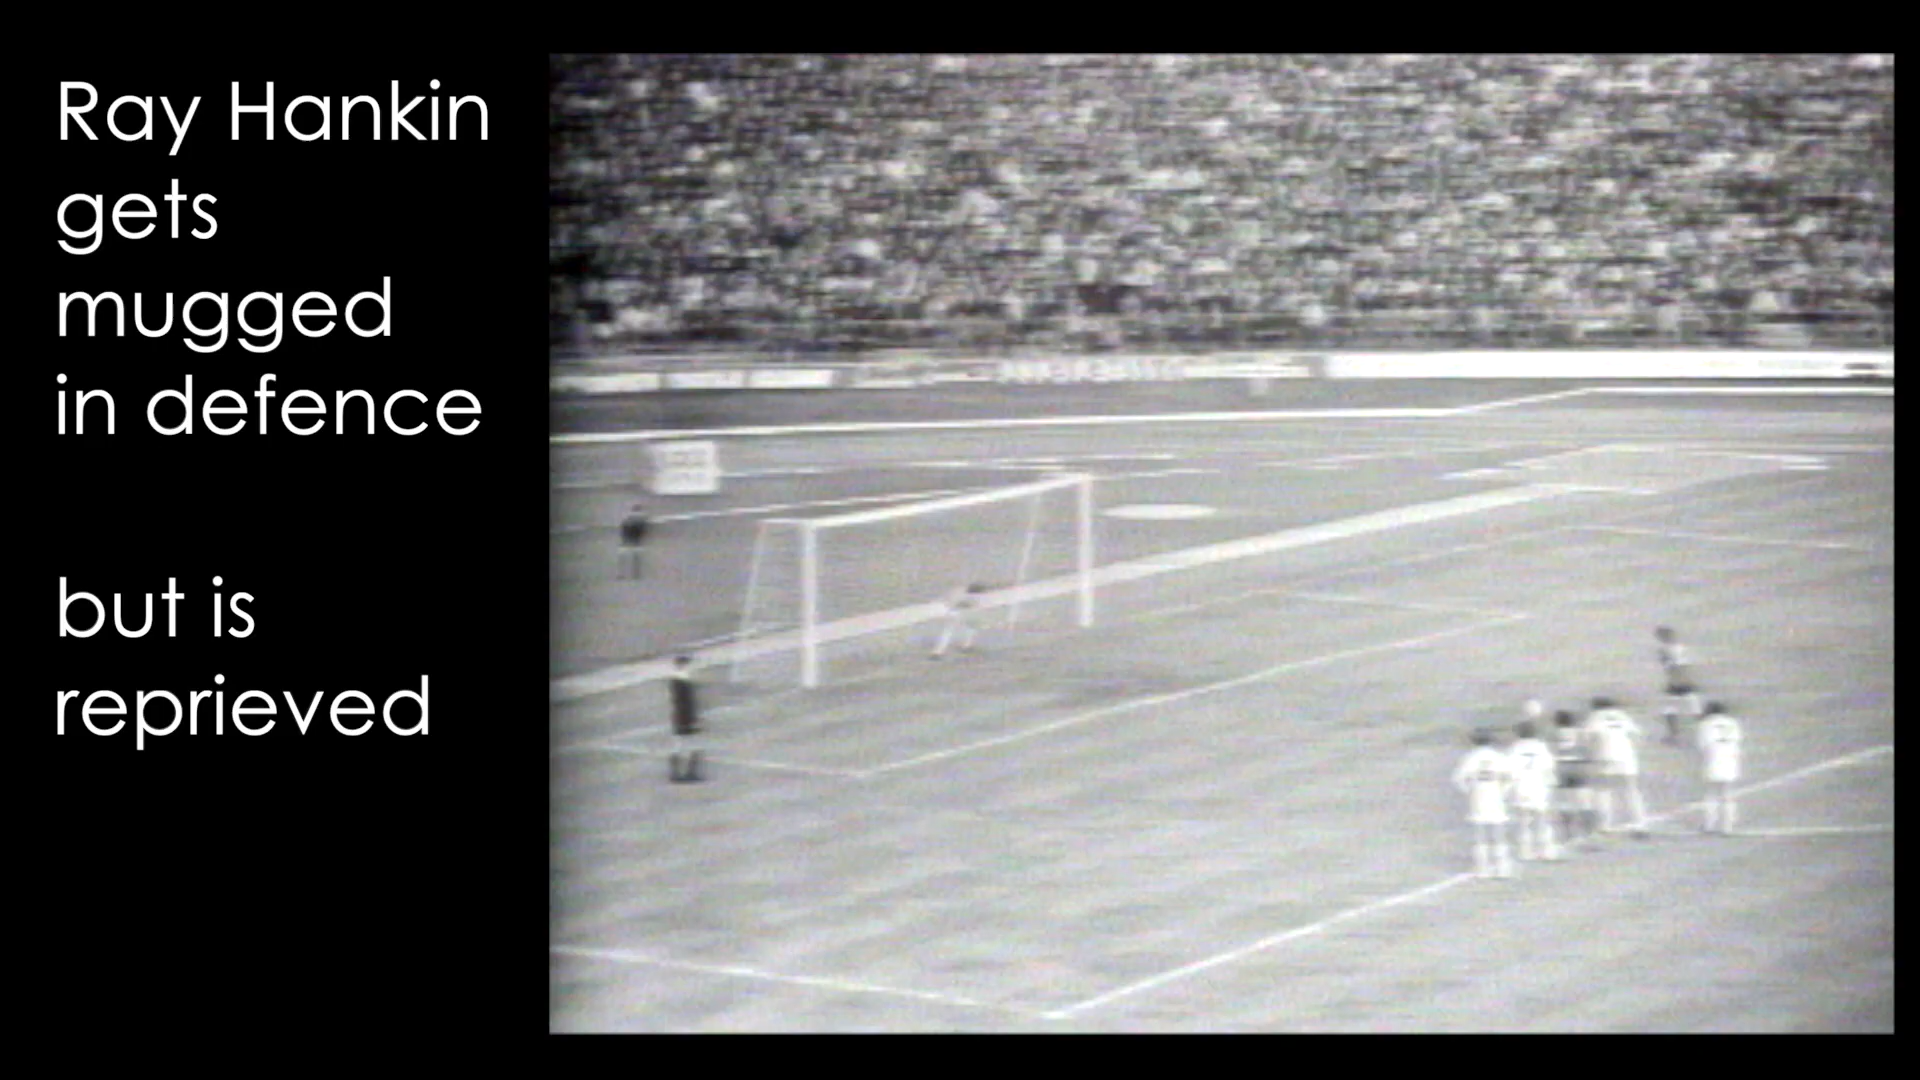 Ray Hankin
gets
mugged
in defence
but is
reprieved